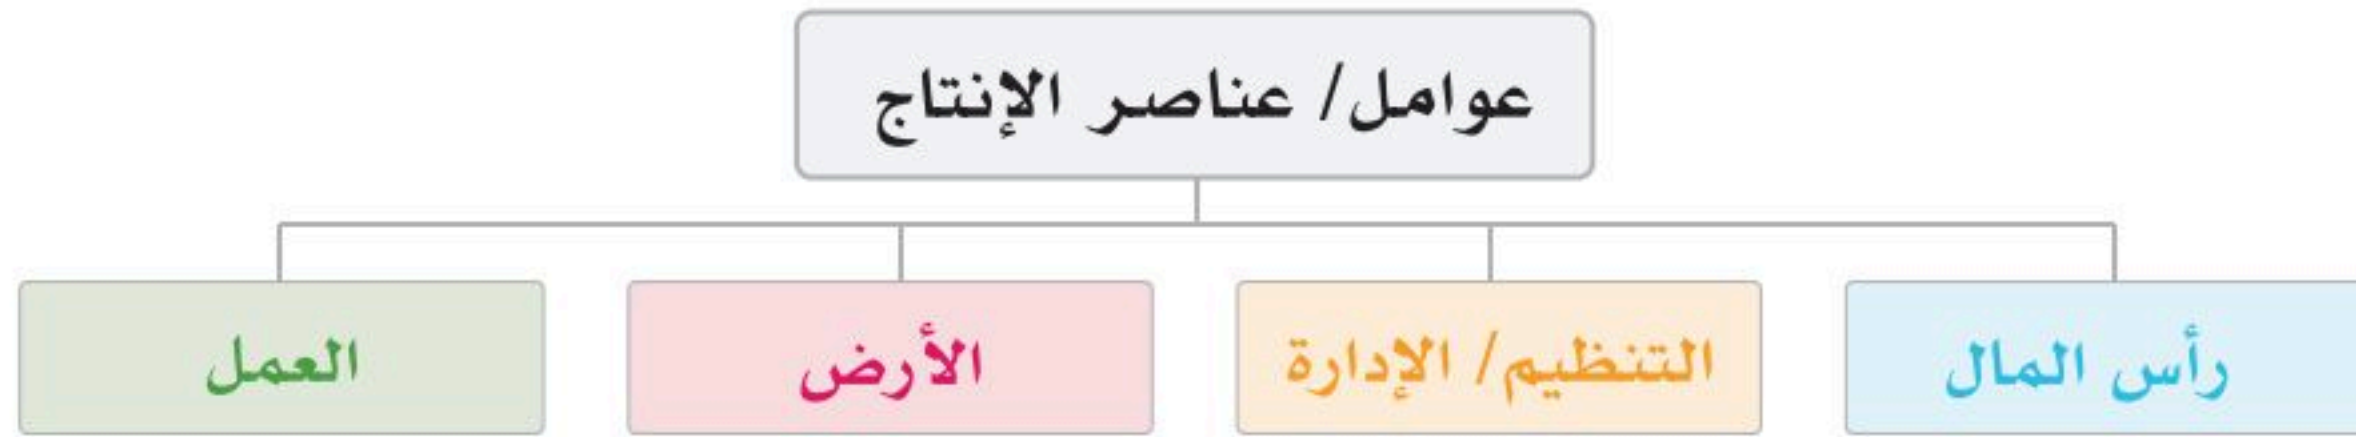 عوامل/ عناصر الإنتاج
رأس المال
التنظيم/ الإدارة
الأرض
العمل